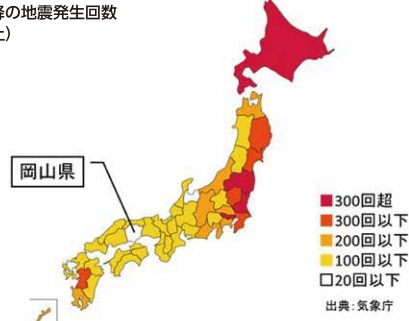 降の地震発生回数
上）
岡山県
300回超
300回以下
200回以下
100回以下
20回以下
出典：気象庁